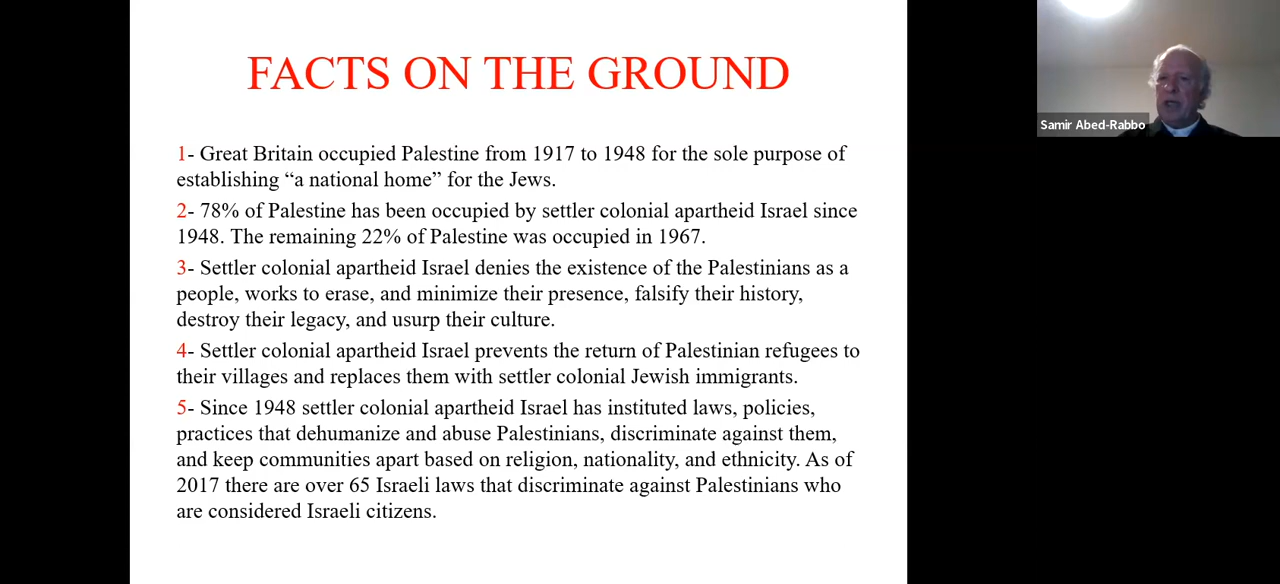 FACTS ON THE GROUND
1- Great Britain occupied Palestine from 1917 to 1948 for the sole purpose of
establishing “a national home” for the Jews.
2- 78% of Palestine has been occupied by settler colonial apartheid Israel since
1948. The remaining 22% of Palestine was occupied in 1967.
3- Settler colonial apartheid Israel denies the existence of the Palestinians as a
people, works to erase, and minimize their presence, falsify their history,
destroy their legacy, and usurp their culture.
4- Settler colonial apartheid Israel prevents the return of Palestinian refugees to
their villages and replaces them with settler colonial Jewish immigrants.
5- Since 1948 settler colonial apartheid Israel has instituted laws, policies,
practices that dehumanize and abuse Palestinians, discriminate against them,
and keep communities apart based on religion, nationality, and ethnicity. As of
2017 there are over 65 Israeli laws that discriminate against Palestinians who
are considered Israeli citizens.
Samir Abed-Rabbo